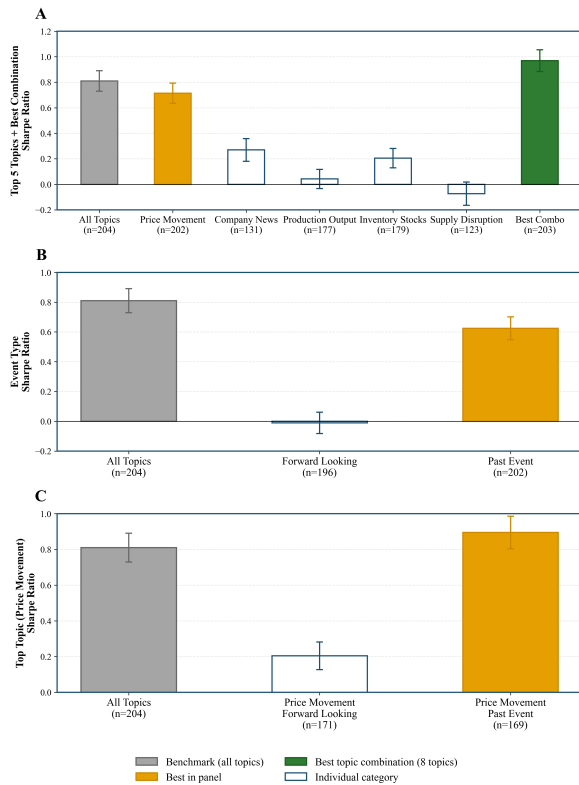 A
Top 5 Topics + Best Combination
Sharpe Ratio
1.2
1.0
0.8
0.6
0.4
0.2
0.0
−0.2
All Topics
(n=204)
Price Movement
(n=202)
Company News
(n=131)
Production Output
(n=177)
Inventory Stocks
(n=179)
Supply Disruption
(n=123)
Best Combo
(n=203)
B
Event Type
Sharpe Ratio
1.0
0.8
0.6
0.4
0.2
0.0
−0.2
All Topics
(n=204)
Forward Looking
(n=196)
Past Event
(n=202)
C
Top Topic (Price Movement)
Sharpe Ratio
1.0
0.8
0.6
0.4
0.2
0.0
All Topics
(n=204)
Price Movement
Forward Looking
(n=171)
Price Movement
Past Event
(n=169)
Benchmark (all topics)
Best in panel
Best topic combination (8 topics)
Individual category